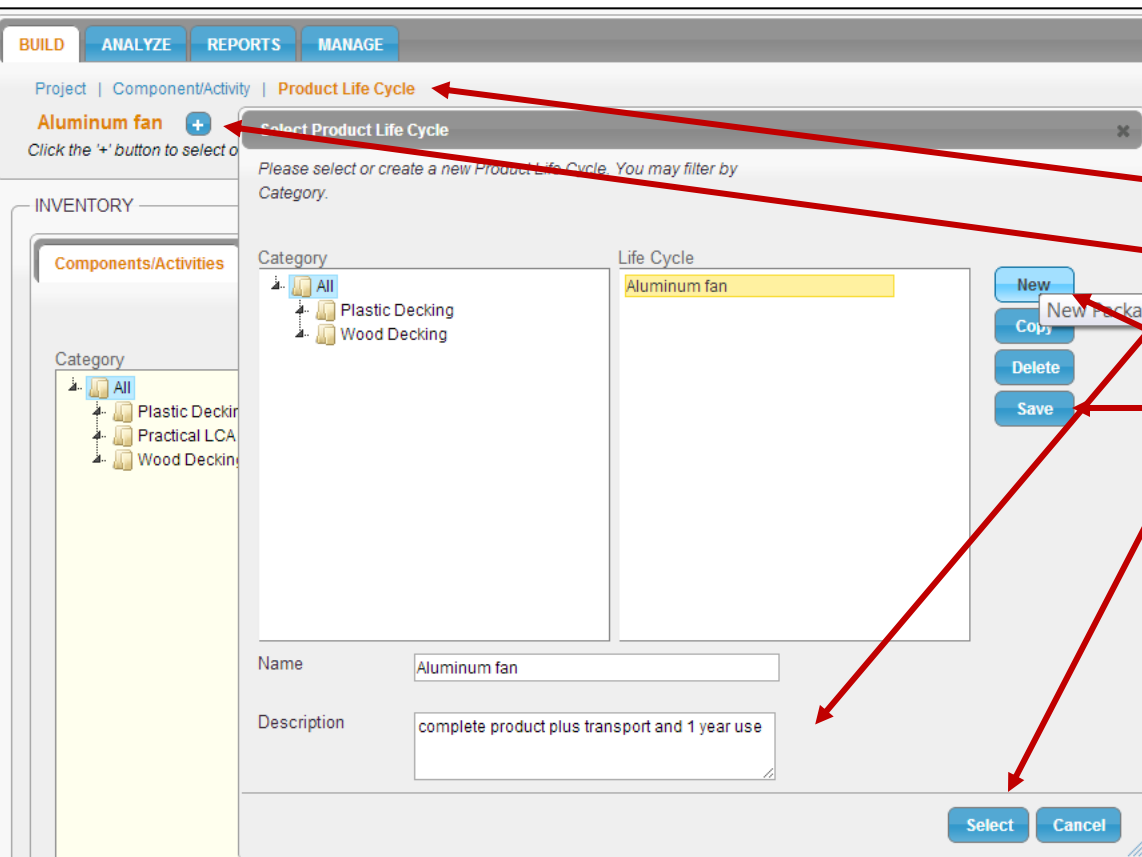 BUILD ANALYZE REPORTS MANAGE
Project | Component/Activity | Product Life Cycle
Aluminum fan +
Click the '+' button to select o
Select Product Life Cycle
Please select or create a new Product Life Cycle. You may filter by
Category.
INVENTORY
Components/Activities
Category
All
Plastic Deckin
Practical LCA
Wood Decking
Category
All
Plastic Decking
Wood Decking
Life Cycle
Aluminum fan
New
New Packa
Copy
Delete
Save
Name
Aluminum fan
Description
complete product plus transport and 1 year use
Select Cancel